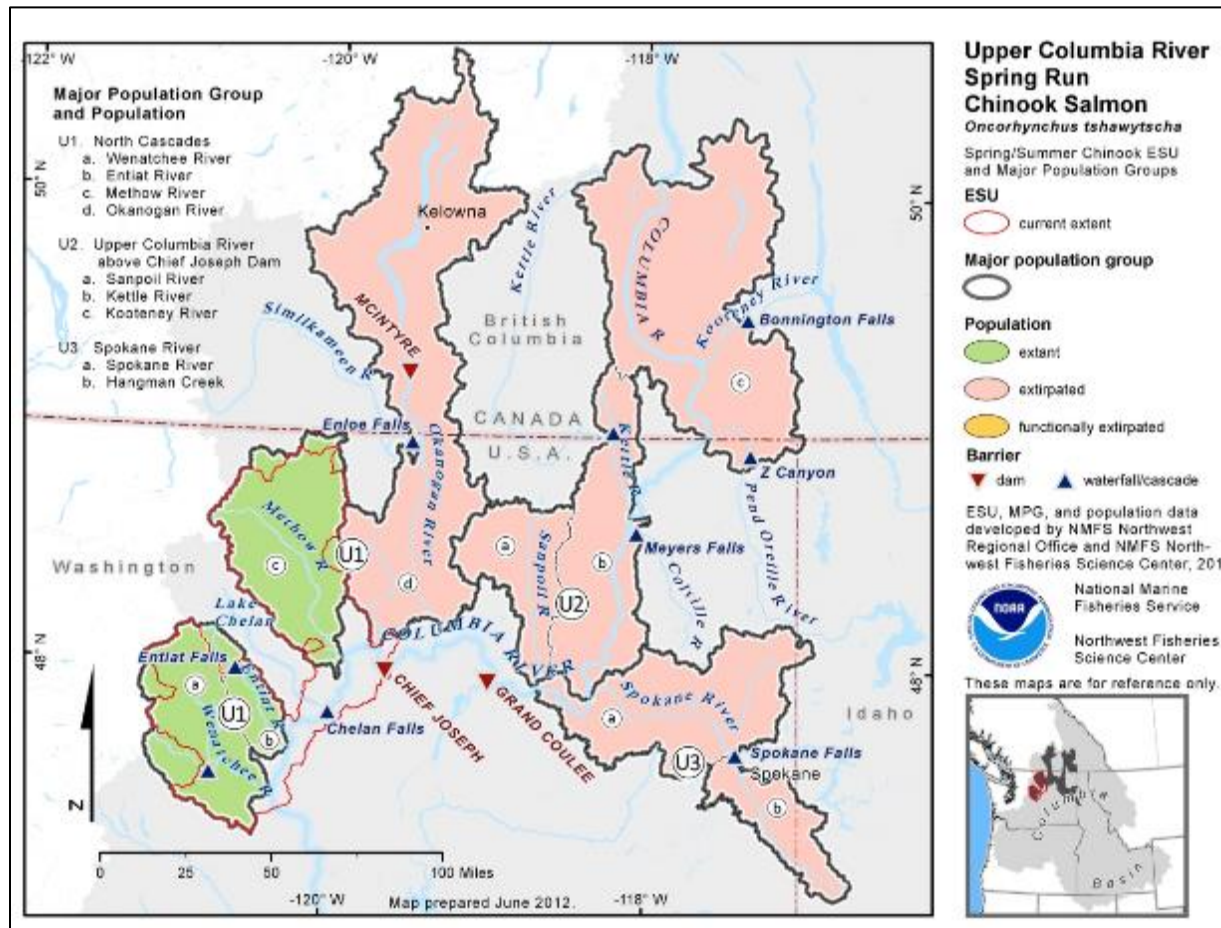 -122° W
-120° W
-118° W
Major Population Group
and Population
U1. North Cascades
a. Wenatchee River
b. Entiat River
c. Methow River
d. Okanogan River
U2. Upper Columbia River
above Chief Joseph Dam
a. Sanpoil River
b. Kettle River
c. Kooteney River
U3. Spokane River
a. Spokane River
b. Hangman Creek
50° N
50° N
Kelowna
Kettle River
COLUMBIA R
Kooteney River
Bonnington Falls
British
Columbia
Similkameen R
MCINTYRE
c
CANADA
U.S.A.
Enloe Falls
Okanogan River
Kettle R
Z Canyon
Pend Oreille River
Methow R
U1
c
d
a
Sanpoil R
b
U2
Meyers Falls
Colville R
Washington
Lake
Chelan
48° N
48° N
COLUMBIA RIVER
Entiat Falls
a
Entiat R
U1
b
Wenatchee R
Chelan Falls
CHIEF JOSEPH
GRAND COULEE
a
Spokane River
Idaho
U3
Spokane Falls
Spokane
b
N
0 25 50 100 Miles
-120° W
-118° W
Map prepared June 2012.
Upper Columbia River
Spring Run
Chinook Salmon
Oncorhynchus tshawytscha
Spring/Summer Chinook ESU
and Major Population Groups
ESU
current extent
Major population group
Population
extant
extirpated
functionally extirpated
Barrier
dam
waterfall/cascade
ESU, MPG, and population data
developed by NMFS Northwest
Regional Office and NMFS North-
west Fisheries Science Center, 201
NOAA
National Marine
Fisheries Service
Northwest Fisheries
Science Center
These maps are for reference only.
Columbia
Basin